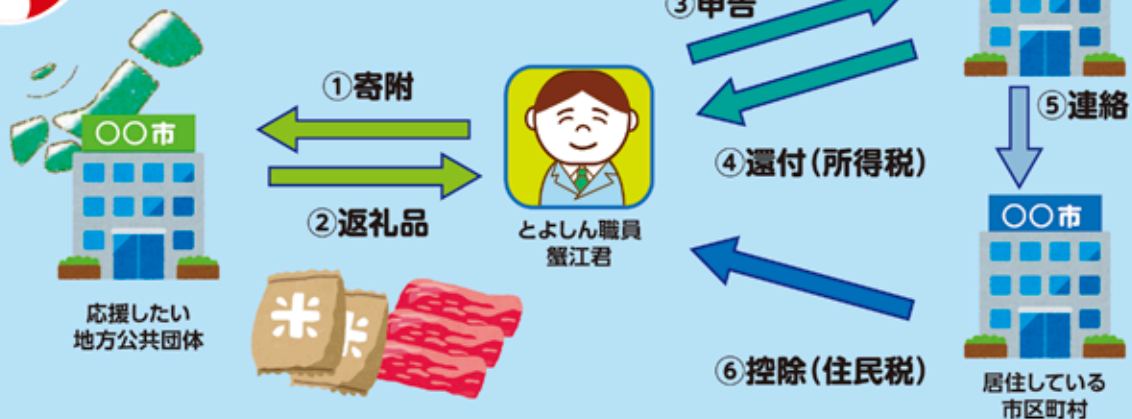 ③申告
①寄附
〇〇市
②返礼品
応援したい
地方公共団体
米
米
とよしん職員
蟹江君
④還付(所得税)
⑤連絡
〇〇市
⑥控除(住民税)
居住している
市区町村